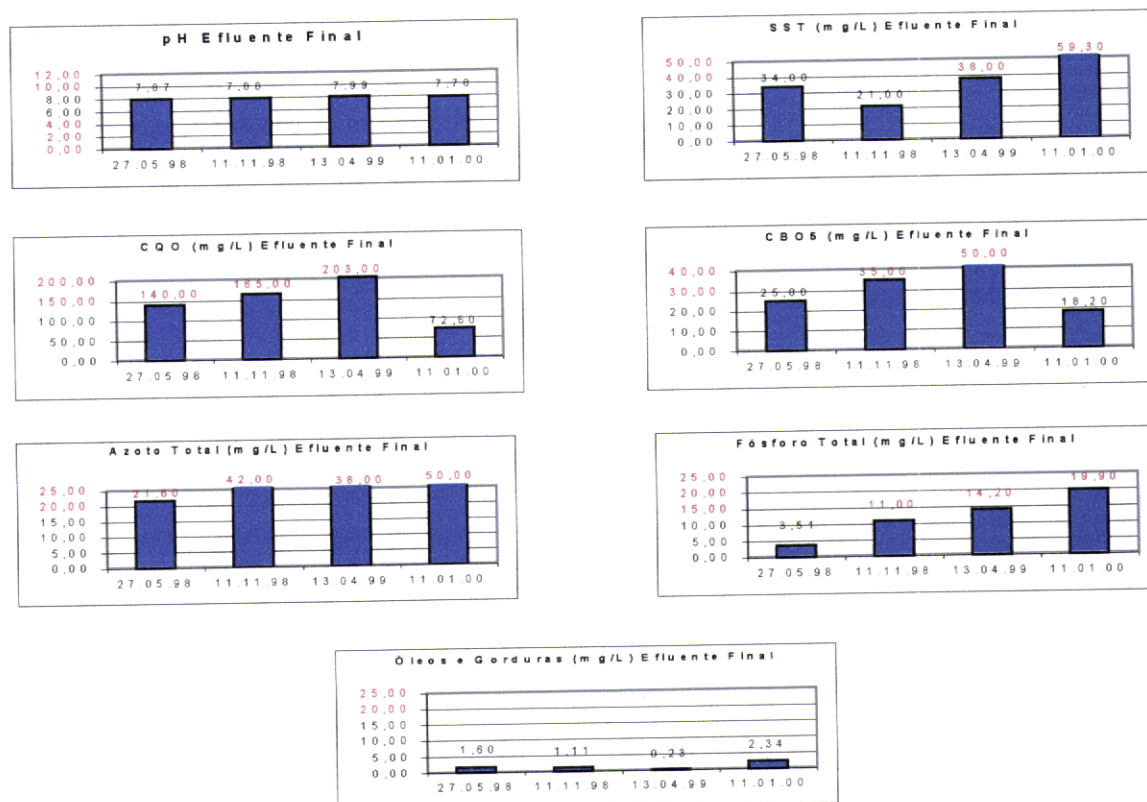 pH Efluente Final
12,00
10,00
8,00
6,00
4,00
2,00
0,00
7,87 7,88 7,99 7,78
27.05.98 11.11.98 13.04.99 11.01.00
SST (mg/L) Efluente Final
50,00
40,00
30,00
20,00
10,00
0,00
34,00 21,00 38,00 59,30
27.05.98 11.11.98 13.04.99 11.01.00
CQO (mg/L) Efluente Final
200,00
150,00
100,00
50,00
0,00
140,00 165,00 203,00 72,60
27.05.98 11.11.98 13.04.99 11.01.00
CBO5 (mg/L) Efluente Final
40,00
30,00
20,00
10,00
0,00
25,00 35,00 50,00 18,20
27.05.98 11.11.98 13.04.99 11.01.00
Azoto Total (mg/L) Efluente Final
25,00
20,00
15,00
10,00
5,00
0,00
21,60 42,00 38,00 50,00
27.05.98 11.11.98 13.04.99 11.01.00
Fósforo Total (mg/L) Efluente Final
25,00
20,00
15,00
10,00
5,00
0,00
3,51 11,00 14,20 19,90
27.05.98 11.11.98 13.04.99 11.01.00
Óleos e Gorduras (mg/L) Efluente Final
25,00
20,00
15,00
10,00
5,00
0,00
1,60 1,11 0,23 2,34
27.05.98 11.11.98 13.04.99 11.01.00